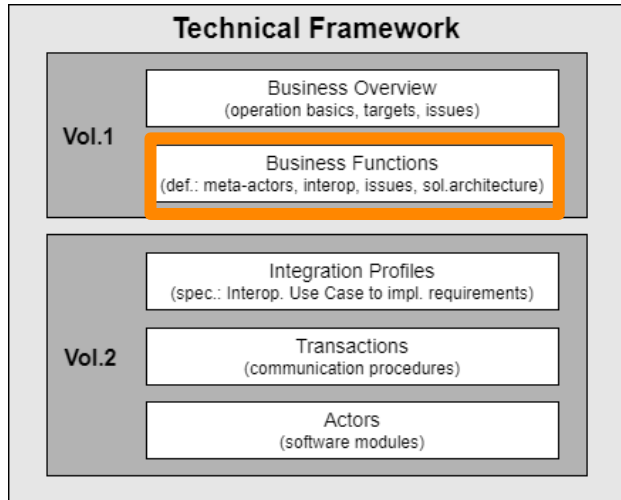 Technical Framework
Vol.1
Business Overview
(operation basics, targets, issues)
Business Functions
(def.: meta-actors, interop, issues, sol.architecture)
Vol.2
Integration Profiles
(spec.: Interop. Use Case to impl. requirements)
Transactions
(communication procedures)
Actors
(software modules)